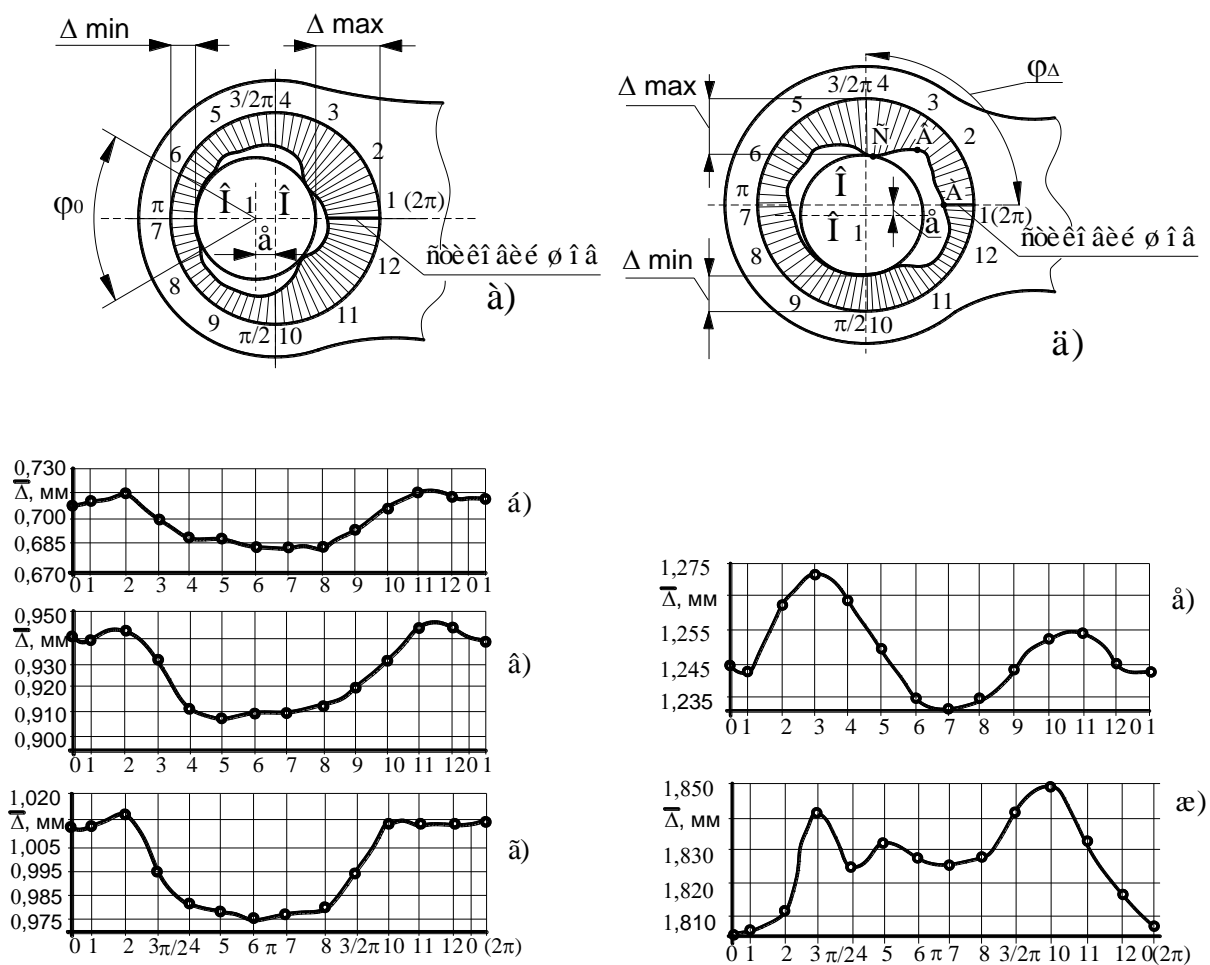 Δ min
Δ max
3/2π 4
5
3
6
2
φ0
π
7
Î 1
Î
1 (2π)
å
ñòèêî âèé ø î â
12
8
9
π/2 10
11
à)
φΔ
Δ max
3/2π 4
5
3
Ñ
Â
2
6
π
7
Î
À
1(2π)
Î 1
å
ñòèêî âèé ø î â
12
Δ min
8
9
π/2 10
11
ä)
0,730
Δ, мм
0,700
0,685
0,670
0 1 2 3 4 5 6 7 8 9 10 11 12 0 1
á)
0,950
Δ, мм
0,930
0,920
0,910
0,900
0 1 2 3 4 5 6 7 8 9 10 11 12 0 1
â)
1,020
Δ, мм
1,005
0,995
0,985
0,975
0 1 2 3π/2 4 5 6 π 7 8 3/2π 10 11 12 0 (2π)
ã)
1,275
Δ, мм
1,255
1,245
1,235
0 1 2 3 4 5 6 7 8 9 10 11 12 0 1
å)
1,850
Δ, мм
1,830
1,820
1,810
0 1 2 3 π/2 4 5 6 π 7 8 3/2π 10 11 12 0(2π)
æ)